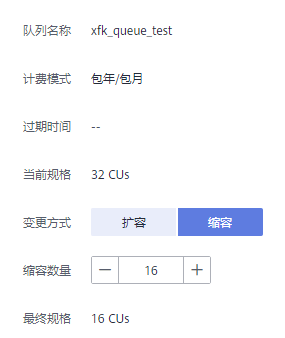 队列名称 xfk_queue_test
计费模式 包年/包月
过期时间 --
当前规格 32 CUs
变更方式 扩容 缩容
缩容数量 — 16 +
最终规格 16 CUs